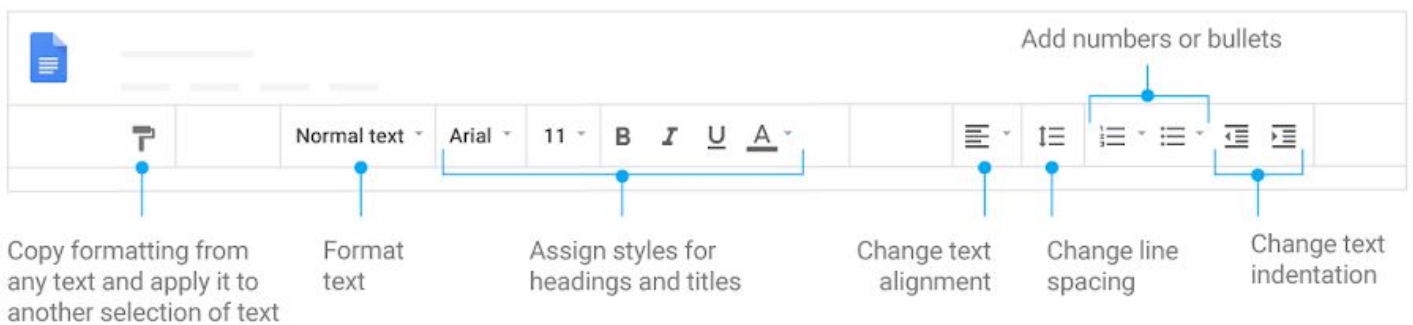 Add numbers or bullets
Normal text Arial 11 B I U A
Copy formatting from
any text and apply it to
another selection of text
Format
text
Assign styles for
headings and titles
Change text
alignment
Change line
spacing
Change text
indentation